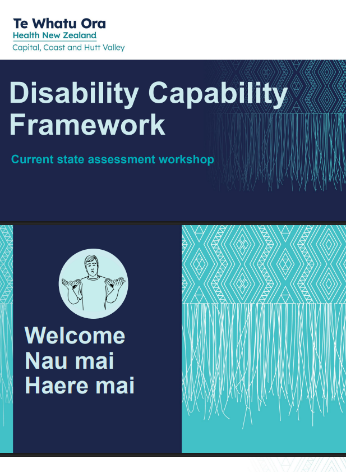 Te Whatu Ora
Health New Zealand
Capital, Coast and Hutt Valley
Disability Capability
Framework
Current state assessment workshop
Welcome
Nau mai
Haere mai